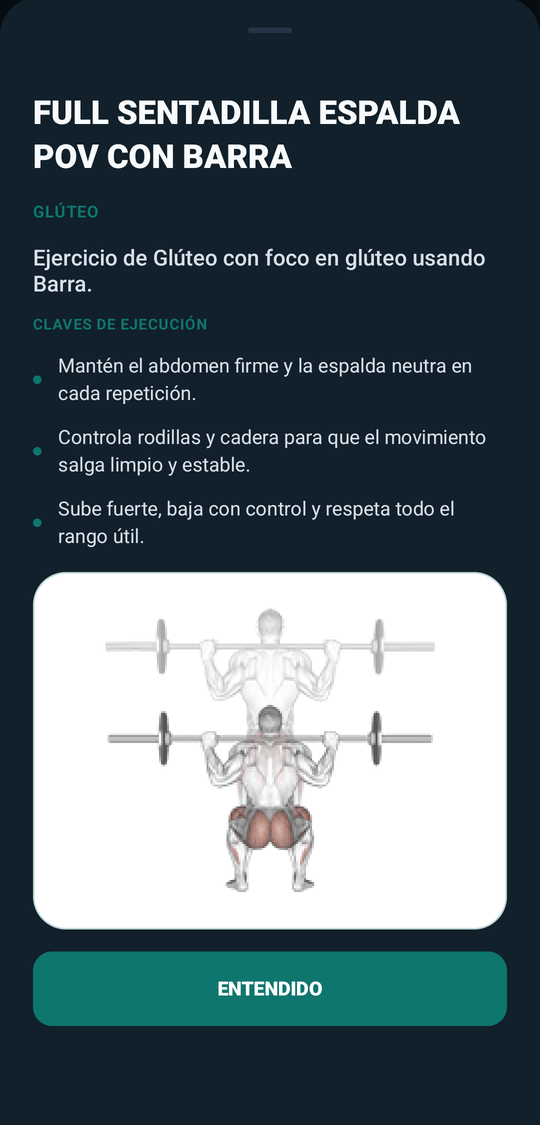 FULL SENTADILLA ESPALDA
POV CON BARRA
GLÚTEO
Ejercicio de Glúteo con foco en glúteo usando
Barra.
CLAVES DE EJECUCIÓN
Mantén el abdomen firme y la espalda neutra en
cada repetición.
Controla rodillas y cadera para que el movimiento
salga limpio y estable.
Sube fuerte, baja con control y respeta todo el
rango útil.
ENTENDIDO